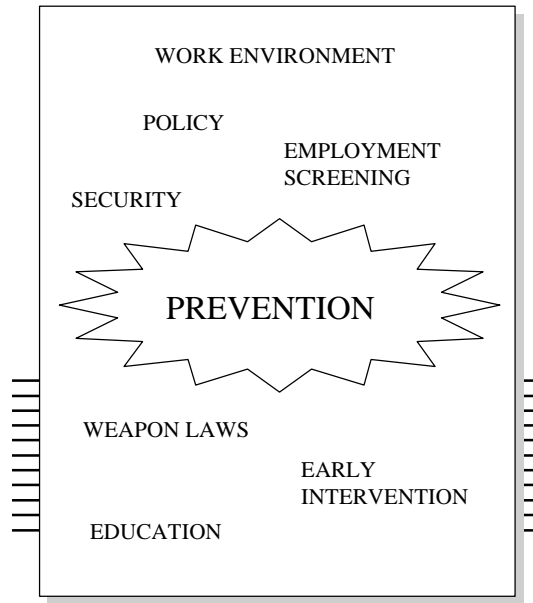 WORK ENVIRONMENT
POLICY
EMPLOYMENT
SCREENING
SECURITY
PREVENTION
WEAPON LAWS
EARLY
INTERVENTION
EDUCATION